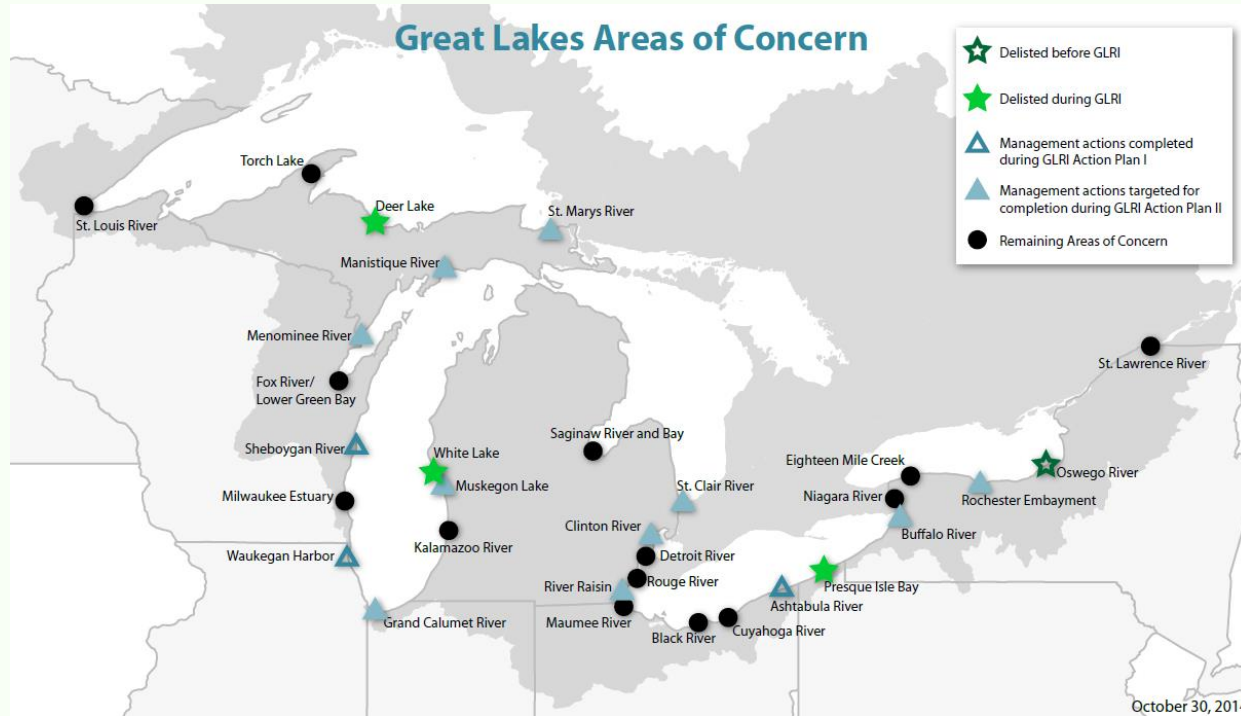 Great Lakes Areas of Concern
Delisted before GLRI
Delisted during GLRI
Management actions completed
during GLRI Action Plan I
Management actions targeted for
completion during GLRI Action Plan II
Remaining Areas of Concern
Torch Lake
Deer Lake
St. Marys River
St. Louis River
Manistique River
Menominee River
Fox River/
Lower Green Bay
St. Lawrence River
Sheboygan River
White Lake
Saginaw River and Bay
Eighteen Mile Creek
Oswego River
Muskegon Lake
St. Clair River
Niagara River
Rochester Embayment
Milwaukee Estuary
Clinton River
Buffalo River
Kalamazoo River
Waukegan Harbor
Detroit River
Rouge River
River Raisin
Presque Isle Bay
Ashtabula River
Grand Calumet River
Maumee River
Black River
Cuyahoga River
October 30, 2014